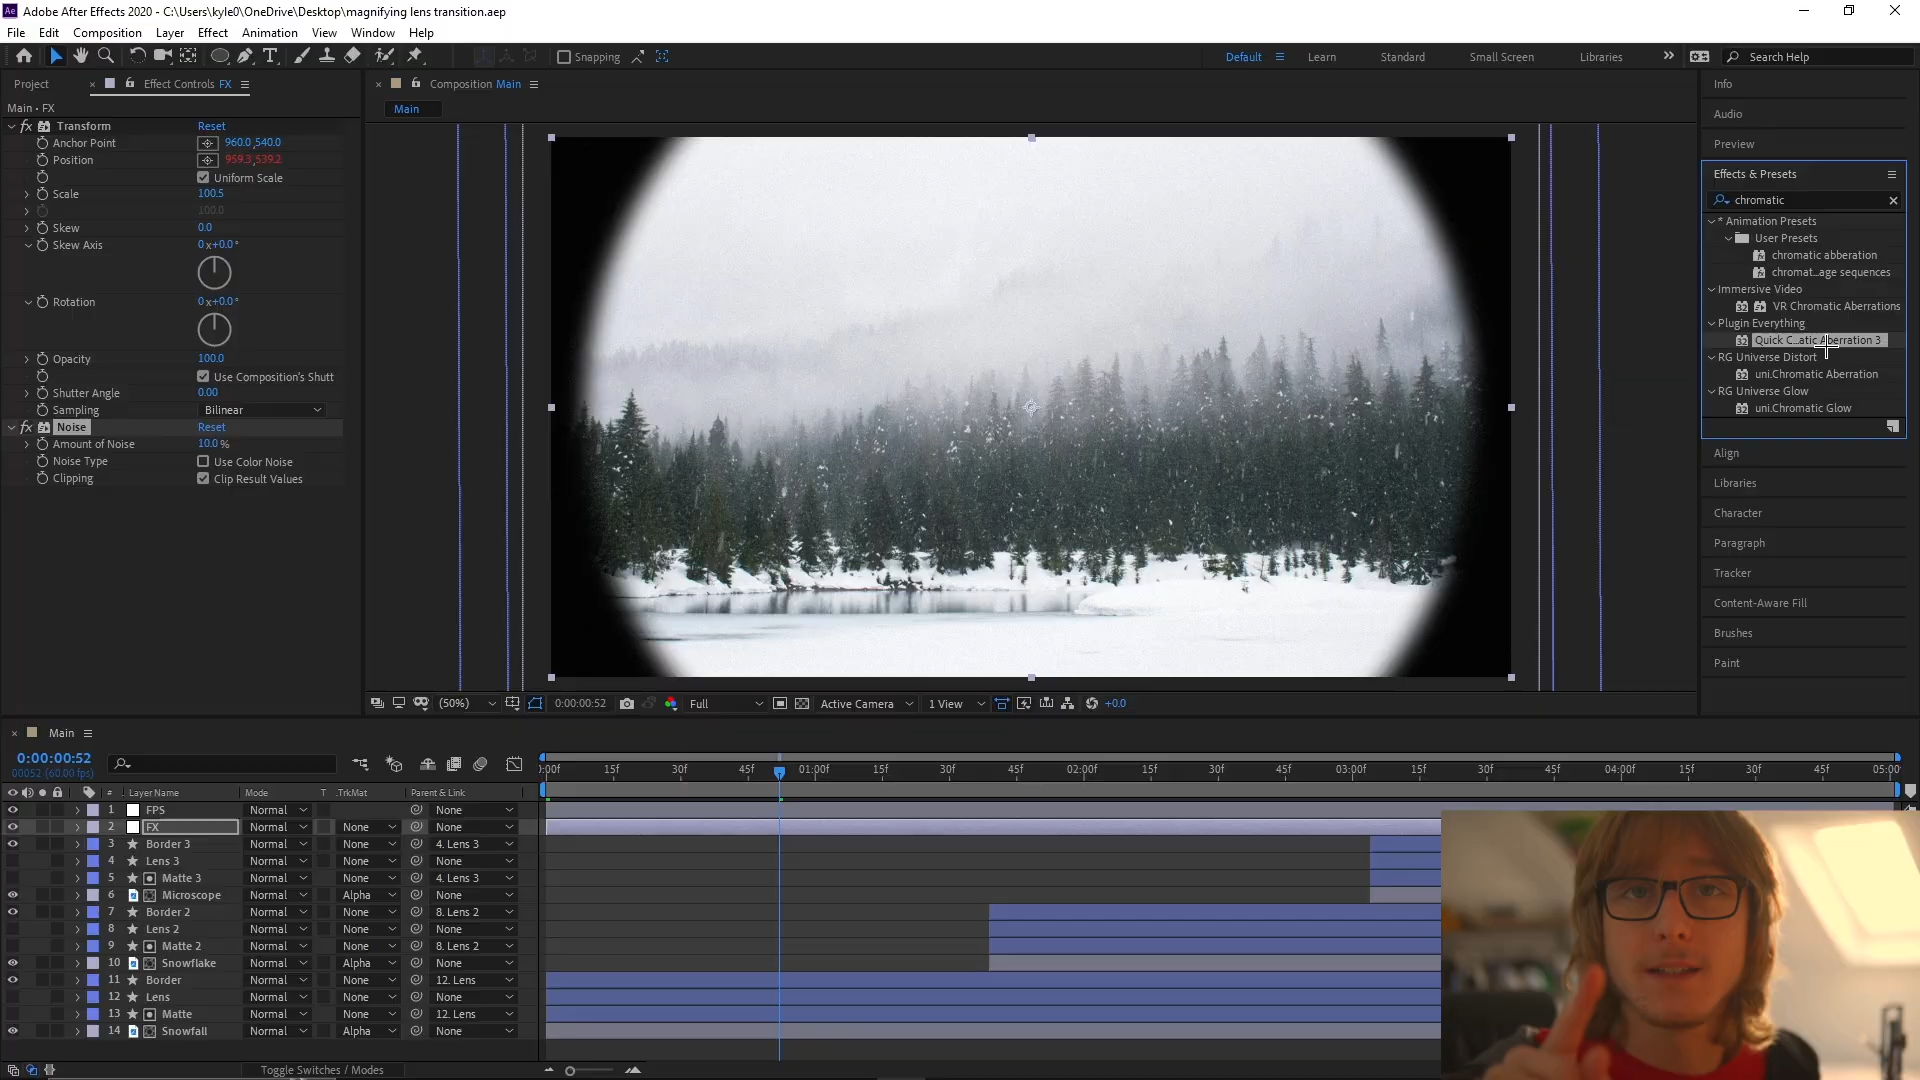 Adobe After Effects 2020 - C:\Users\kyle0\OneDrive\Desktop\magnifying lens transition.aep
File Edit Composition Layer Effect Animation View Window Help
Snapping Default Learn Standard Small Screen Libraries Search Help
Project Effect Controls FX
Main • FX
fx Transform Reset
Anchor Point 960.0,540.0
Position 959.3,539.2
Uniform Scale
Scale 100.5
100.0
Skew 0.0
Skew Axis 0x+0.0°
Rotation 0x+0.0°
Opacity 100.0
Use Composition's Shutt
Shutter Angle 0.00
Sampling Bilinear
fx Noise Reset
Amount of Noise 10.0 %
Noise Type Use Color Noise
Clipping Clip Result Values
Composition Main
Main
(50%) 0:00:00:52 Full Active Camera 1 View +0.0
Info
Audio
Preview
Effects & Presets
chromatic
* Animation Presets
User Presets
chromatic abberation
chromat...age sequences
Immersive Video
32 VR Chromatic Aberrations
Plugin Everything
32 Quick C...atic Aberration 3
RG Universe Distort
32 uni.Chromatic Aberration
RG Universe Glow
32 uni.Chromatic Glow
Align
Libraries
Character
Paragraph
Tracker
Content-Aware Fill
Brushes
Paint
Main
0:00:00:52
00052 (60.00 fps)
# Layer Name Mode T .TrkMat Parent & Link
:00f 15f 30f 45f 01:00f 15f 30f 45f 02:00f 15f 30f 45f 03:00f 15f 30f 45f 04:00f 15f 30f 45f 05:00
1 FPS Normal None
2 FX Normal None None
3 Border 3 Normal None 4. Lens 3
4 Lens 3 Normal None None
5 Matte 3 Normal None 4. Lens 3
6 Microscope Normal Alpha None
7 Border 2 Normal None 8. Lens 2
8 Lens 2 Normal None None
9 Matte 2 Normal None 8. Lens 2
10 Snowflake Normal Alpha None
11 Border Normal None 12. Lens
12 Lens Normal None None
13 Matte Normal None 12. Lens
14 Snowfall Normal Alpha None
Toggle Switches / Modes